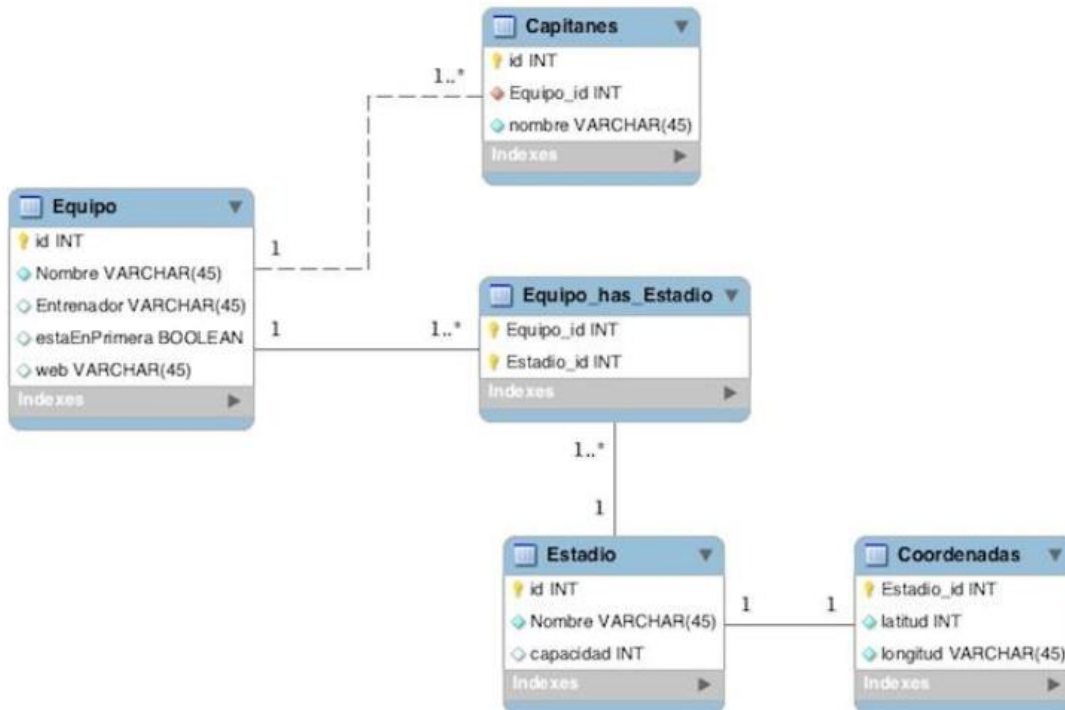 Capitanes
id INT
Equipo_id INT
nombre VARCHAR(45)
Indexes
1..*
Equipo
id INT
Nombre VARCHAR(45)
Entrenador VARCHAR(45)
estaEnPrimera BOOLEAN
web VARCHAR(45)
Indexes
1
1
1..*
Equipo_has_Estadio
Equipo_id INT
Estadio_id INT
Indexes
1..*
1
Estadio
id INT
Nombre VARCHAR(45)
capacidad INT
Indexes
1
1
Coordenadas
Estadio_id INT
latitud INT
longitud VARCHAR(45)
Indexes